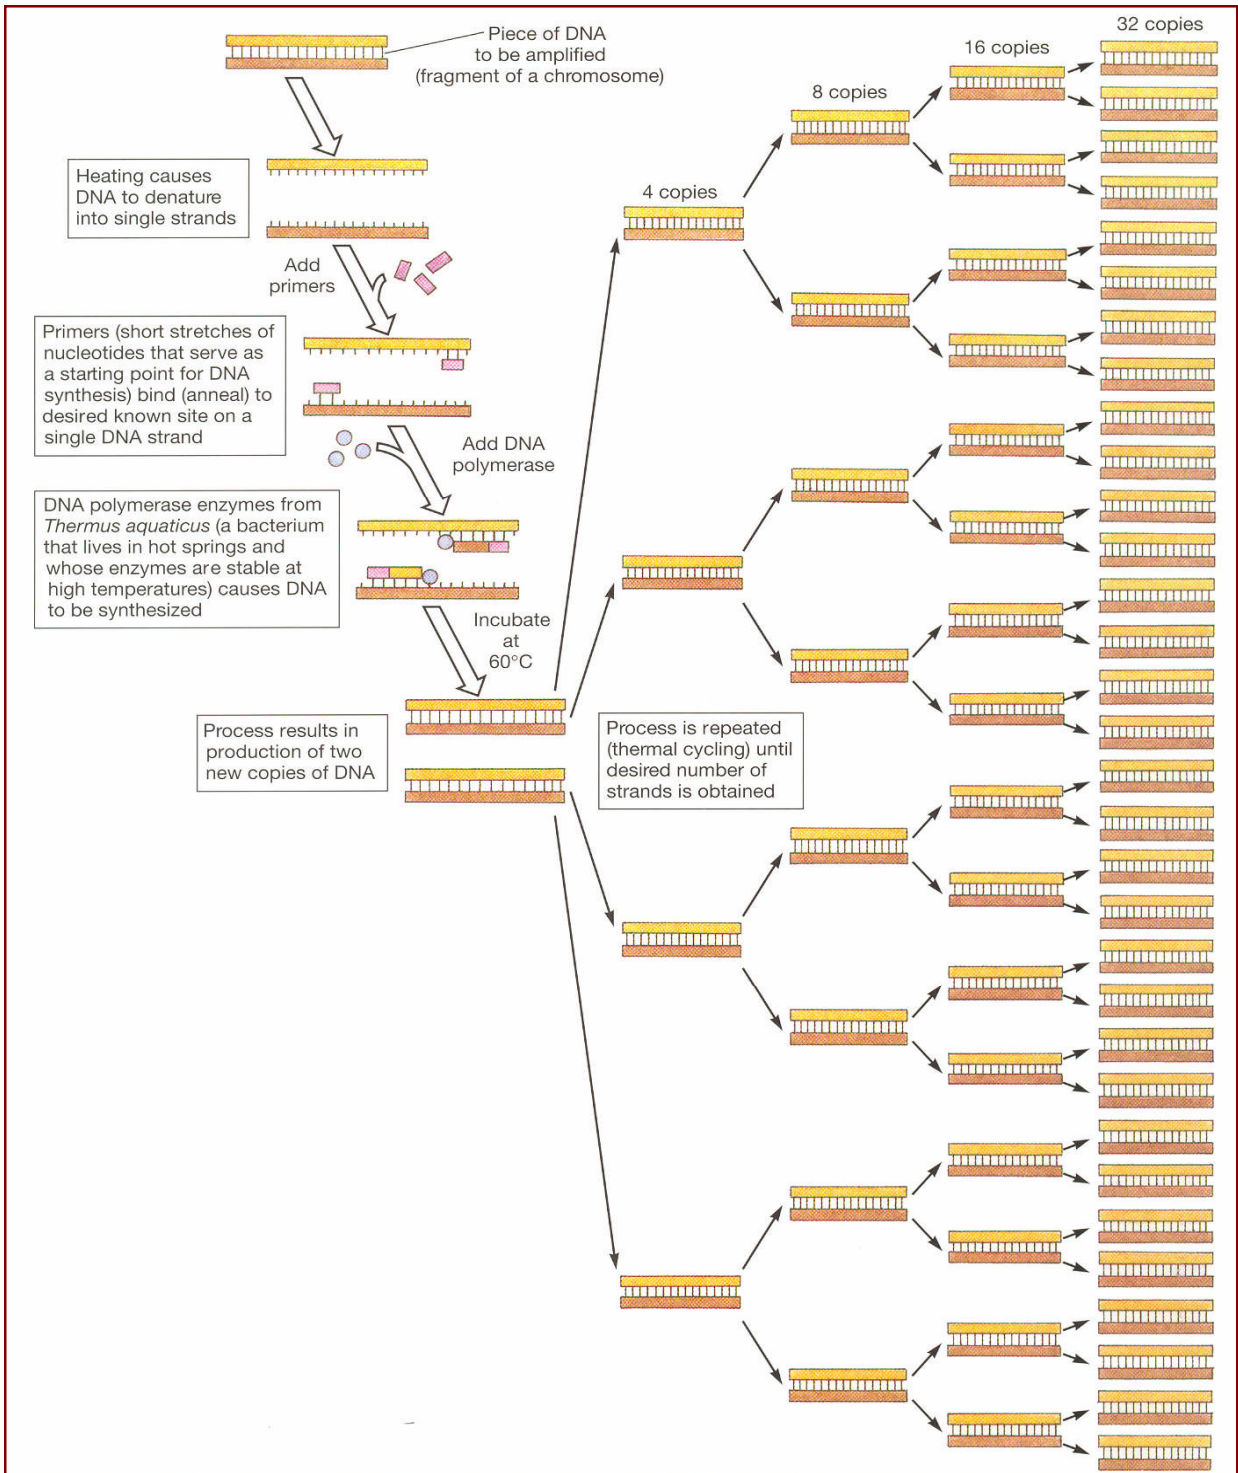 Piece of DNA
to be amplified
(fragment of a chromosome)
Heating causes
DNA to denature
into single strands
Add
primers
Primers (short stretches of
nucleotides that serve as
a starting point for DNA
synthesis) bind (anneal) to
desired known site on a
single DNA strand
Add DNA
polymerase
DNA polymerase enzymes from
Thermus aquaticus (a bacterium
that lives in hot springs and
whose enzymes are stable at
high temperatures) causes DNA
to be synthesized
Incubate
at
60°C
Process results in
production of two
new copies of DNA
Process is repeated
(thermal cycling) until
desired number of
strands is obtained
4 copies
8 copies
16 copies
32 copies